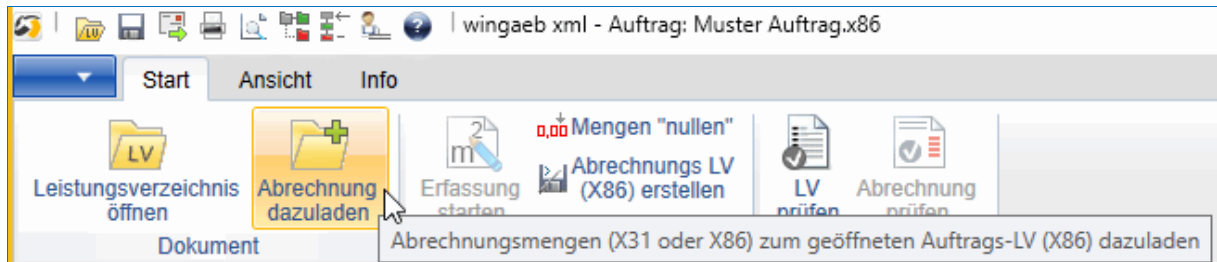 wingaeb xml - Auftrag: Muster Auftrag.x86
Start Ansicht Info
LV
Leistungsverzeichnis
öffnen
Abrechnung
dazuladen
m2
Erfassung
starten
0,00 Mengen "nullen"
Abrechnungs LV
(X86) erstellen
LV
prüfen
Abrechnung
prüfen
Dokument
Abrechnungsmengen (X31 oder X86) zum geöffneten Auftrags-LV (X86) dazuladen